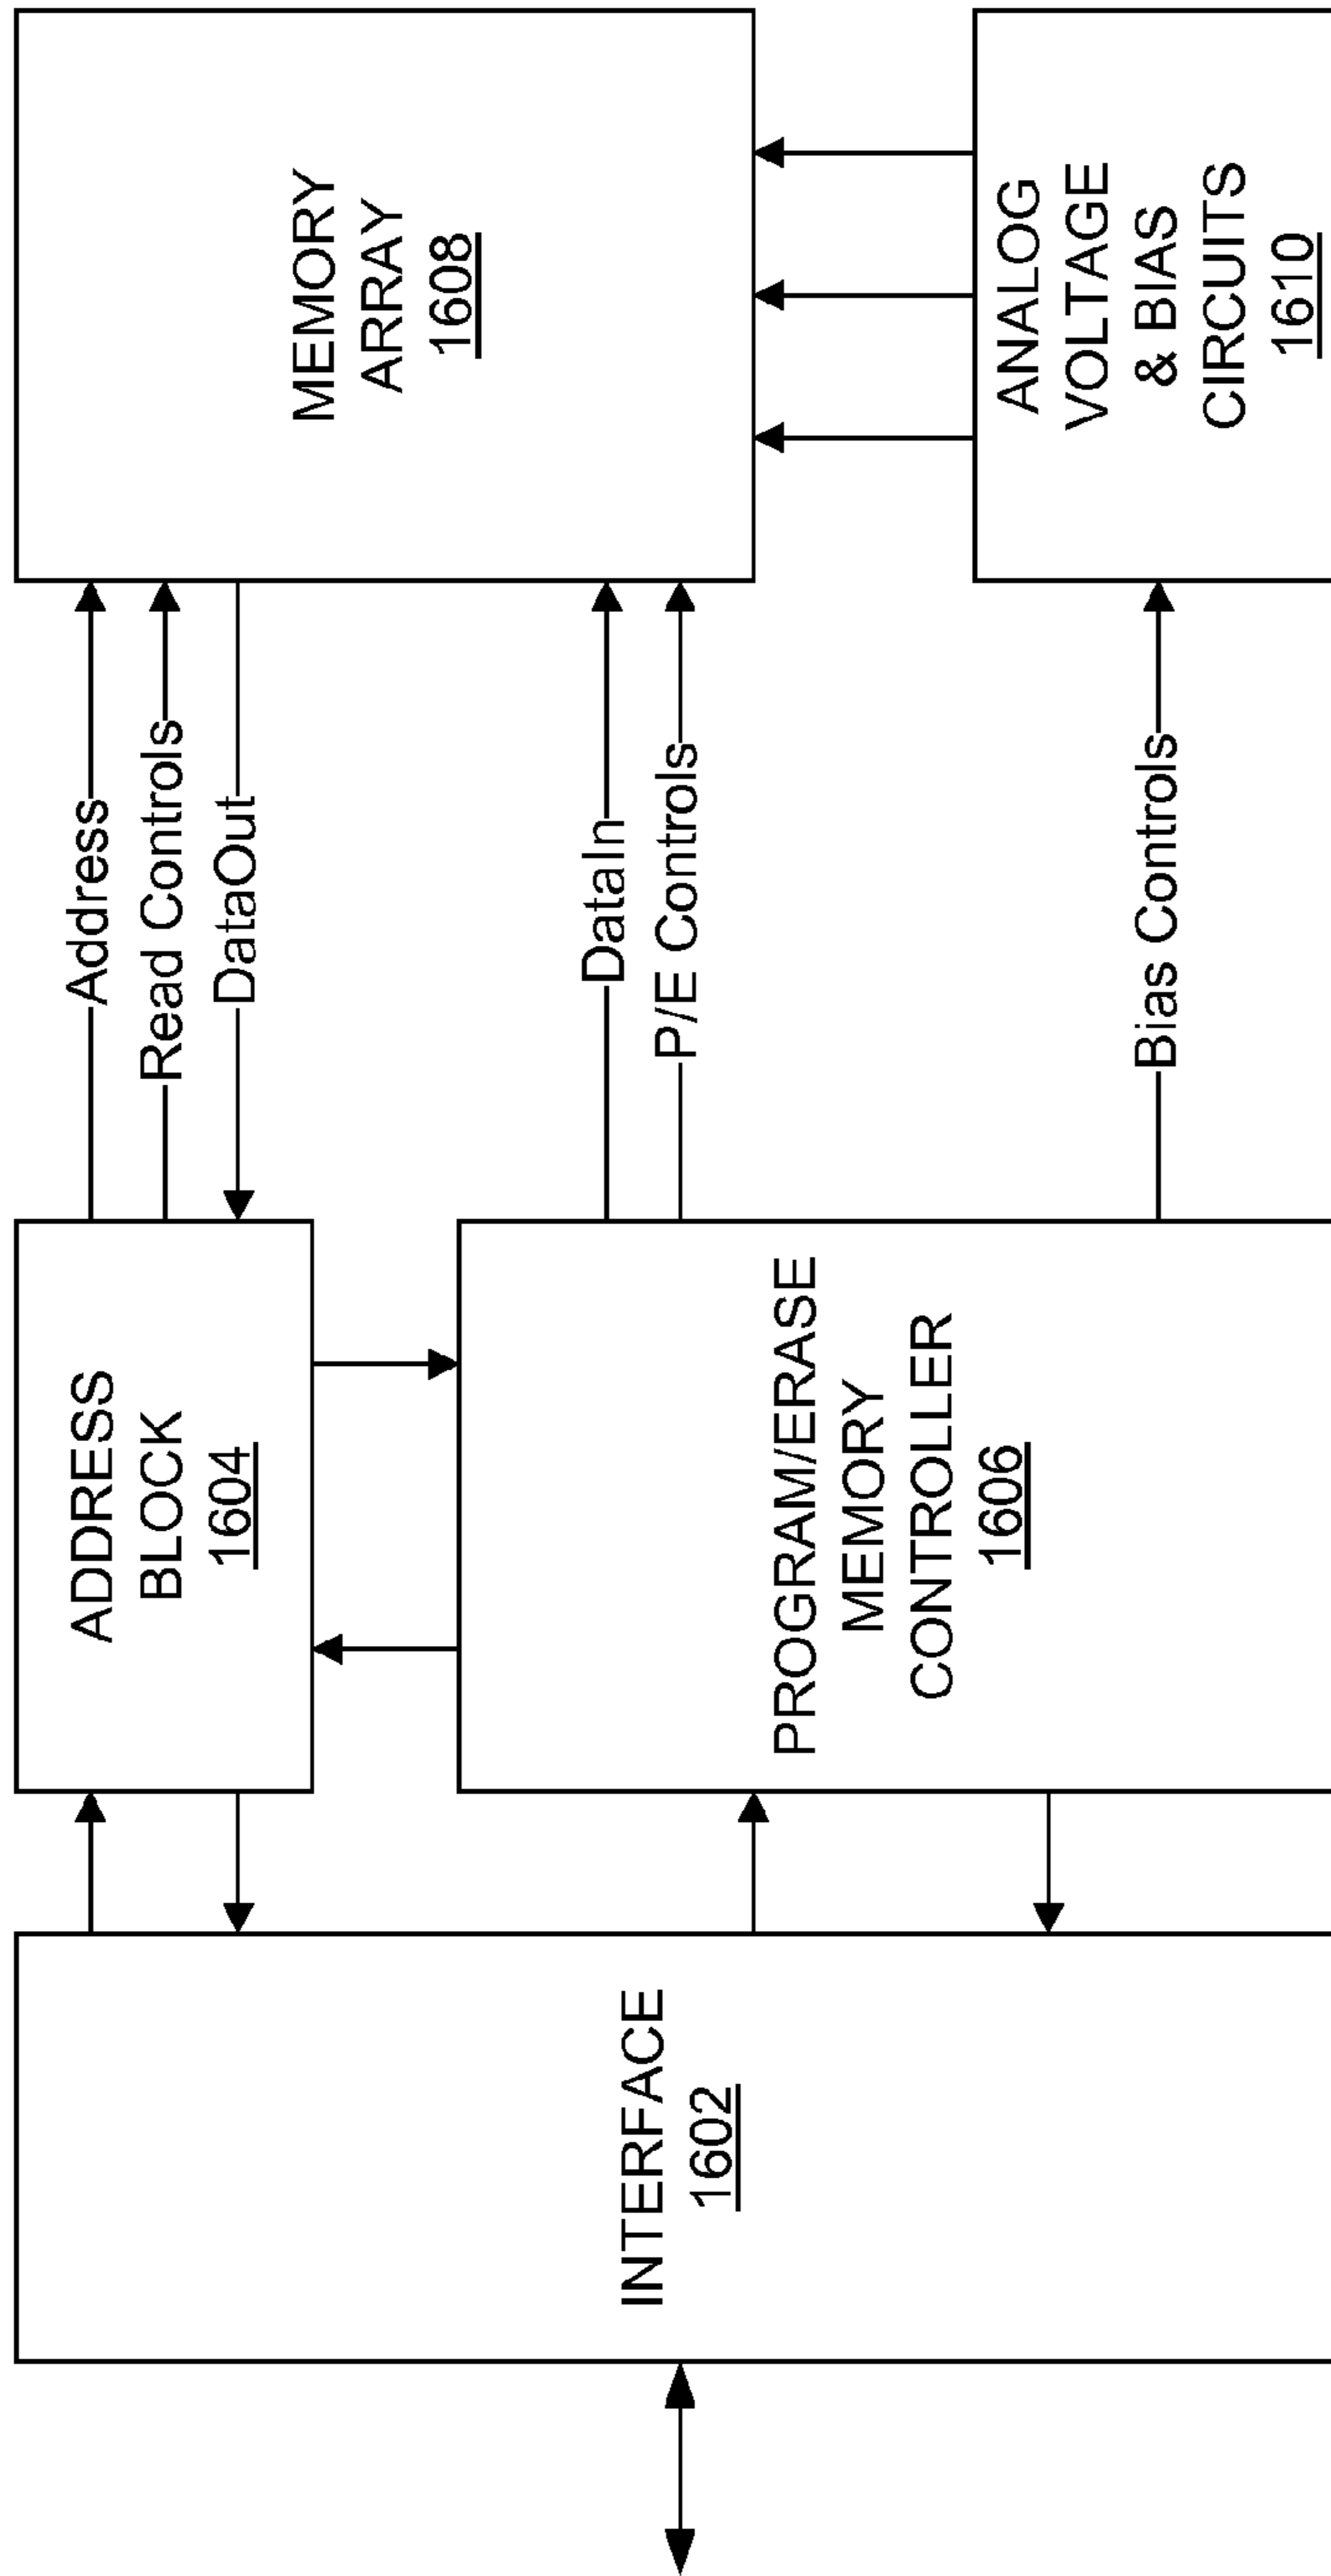 INTERFACE
1602
ADDRESS
BLOCK
1604
PROGRAM/ERASE
MEMORY
CONTROLLER
1606
Address
Read Controls
DataOut
DataIn
P/E Controls
Bias Controls
MEMORY
ARRAY
1608
ANALOG
VOLTAGE
& BIAS
CIRCUITS
1610